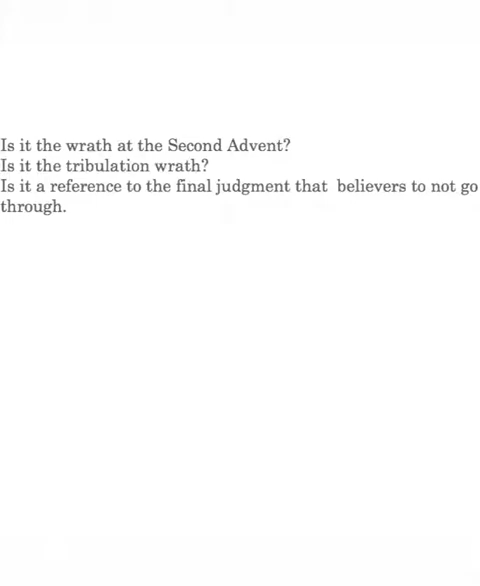 Is it the wrath at the Second Advent?
Is it the tribulation wrath?
Is it a reference to the final judgment that  believers to not go
through.